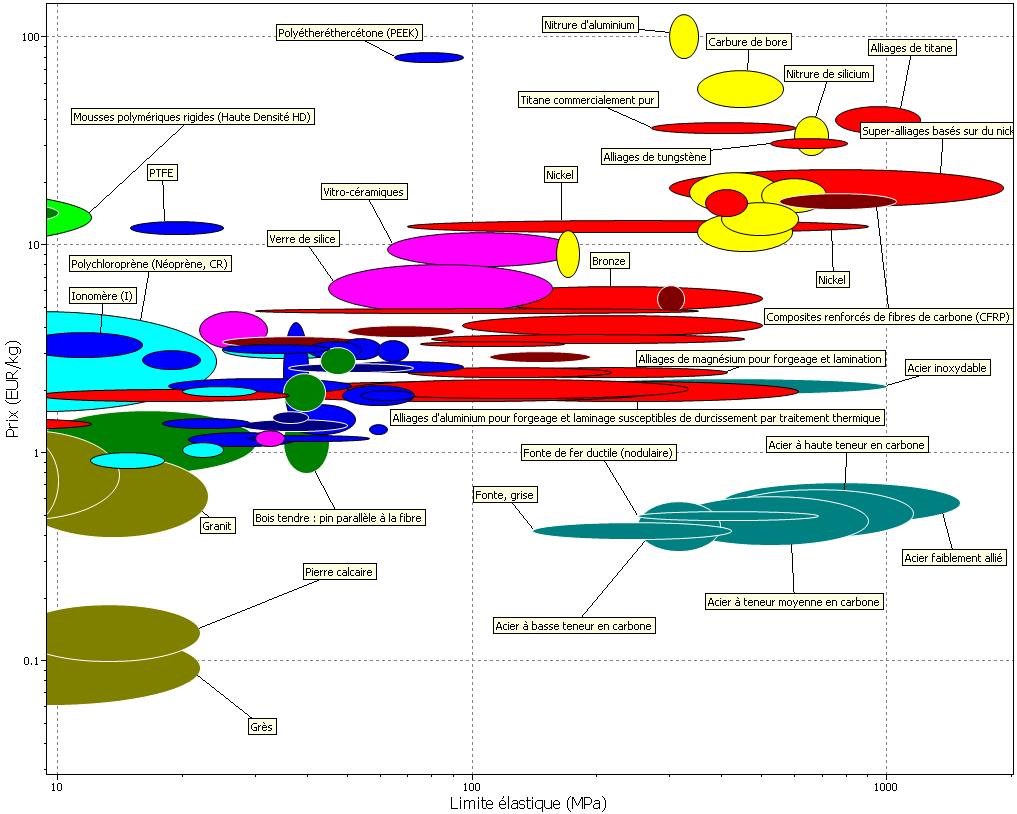 Nitrure d'aluminium
Polyétheréthercétone (PEEK)
100
Carbure de bore
Alliages de titane
Nitrure de silicium
Titane commercialement pur
Mousses polymériques rigides (Haute Densité HD)
Super-alliages basés sur du nick
Alliages de tungstène
PTFE
Nickel
Vitro-céramiques
Verre de silice
10
Polychloroprène (Néoprène, CR)
Bronze
Nickel
Ionomère (I)
Composites renforcés de fibres de carbone (CFRP)
Prix (EUR/kg)
Alliages de magnésium pour forgeage et lamination
Acier inoxydable
Alliages d'aluminium pour forgeage et laminage susceptibles de durcissement par traitement thermique
Acier à haute teneur en carbone
1
Fonte de fer ductile (nodulaire)
Fonte, grise
Bois tendre : pin parallèle à la fibre
Granit
Acier faiblement allié
Pierre calcaire
Acier à teneur moyenne en carbone
Acier à basse teneur en carbone
0.1
Grès
10
100
1000
Limite élastique (MPa)